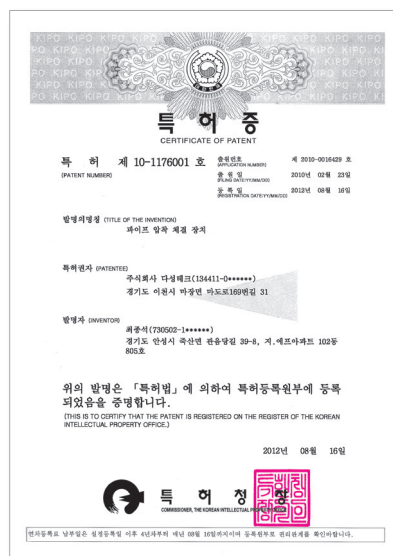 KIPO KIPO KIPO KIPO KIPO KIPO
특 허 증
CERTIFICATE OF PATENT
특 허 제 10-1176001 호
(PATENT NUMBER)
출원번호 제 2010-0016429 호
(APPLICATION NUMBER)
출 원 일 2010년 02월 23일
(FILING DATE:YY/MM/DD)
등 록 일 2012년 08월 16일
(REGISTRATION DATE:YY/MM/DD)
발명의명칭 (TITLE OF THE INVENTION)
파이프 압착 체결 장치
특허권자 (PATENTEE)
주식회사 다성테크(134411-0******)
경기도 이천시 마장면 마도로169번길 31
발명자 (INVENTOR)
최종석(730502-1******)
경기도 안성시 죽산면 관음당길 39-8, 지.에프아파트 102동
805호
위의 발명은 「특허법」에 의하여 특허등록원부에 등록
되었음을 증명합니다.
(THIS IS TO CERTIFY THAT THE PATENT IS REGISTERED ON THE REGISTER OF THE KOREAN
INTELLECTUAL PROPERTY OFFICE.)
2012년 08월 16일
특 허 청 장
COMMISSIONER, THE KOREAN INTELLECTUAL PROPERTY OFFICE
연차등록료 납부일은 설정등록일 이후 4년차부터 매년 08월 16일까지이며 등록원부로 권리관계를 확인바랍니다.